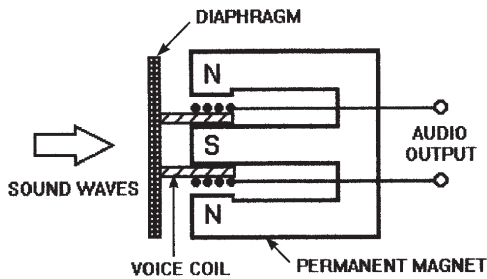 DIAPHRAGM
N
S
N
SOUND WAVES
AUDIO
OUTPUT
VOICE COIL
PERMANENT MAGNET